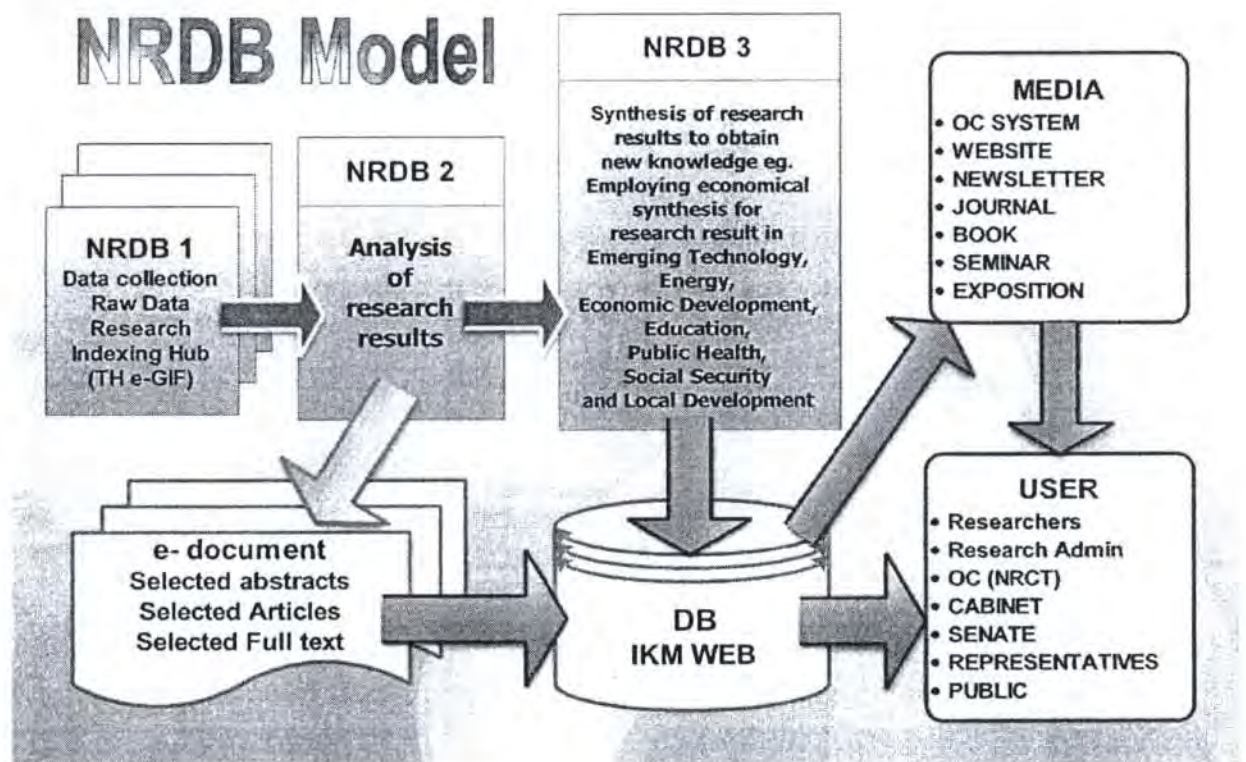 NRDB Model
NRDB 1
Data collection
Raw Data
Research
Indexing Hub
(TH e-GIF)
NRDB 2
Analysis
of
research
results
NRDB 3
Synthesis of research
results to obtain
new knowledge eg.
Employing economical
synthesis for
research result in
Emerging Technology,
Energy,
Economic Development,
Education,
Public Health,
Social Security
and Local Development
MEDIA
• OC SYSTEM
• WEBSITE
• NEWSLETTER
• JOURNAL
• BOOK
• SEMINAR
• EXPOSITION
e- document
Selected abstracts
Selected Articles
Selected Full text
DB
IKM WEB
USER
• Researchers
• Research Admin
• OC (NRCT)
• CABINET
• SENATE
• REPRESENTATIVES
• PUBLIC